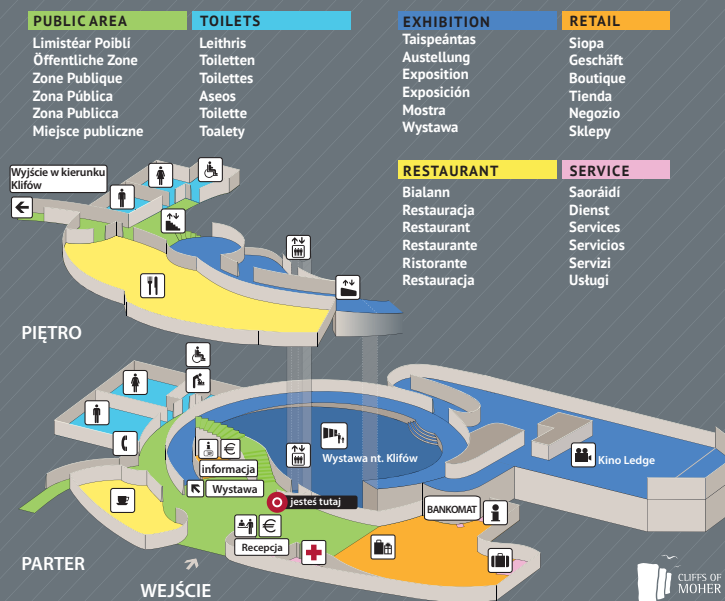 PUBLIC AREA
Limistéar Poiblí
Öffentliche Zone
Zone Publique
Zona Pública
Zona Publicca
Miejsce publiczne
TOILETS
Leithris
Toiletten
Toilettes
Aseos
Toilette
Toalety
EXHIBITION
Taispeántas
Austellung
Exposition
Exposición
Mostra
Wystawa
RETAIL
Siopa
Geschäft
Boutique
Tienda
Negozio
Sklepy
RESTAURANT
Bialann
Restauracja
Restaurant
Restaurante
Ristorante
Restauracja
SERVICE
Saoráidí
Dienst
Services
Servicios
Servizi
Usługi
Wyjście w kierunku
Klifów
PIĘTRO
Wystawa nt. Klifów
Kino Ledge
informacja
€
Wystawa
jesteś tutaj
BANKOMAT
€
Recepcja
PARTER
WEJŚCIE
CLIFFS OF
MOHER